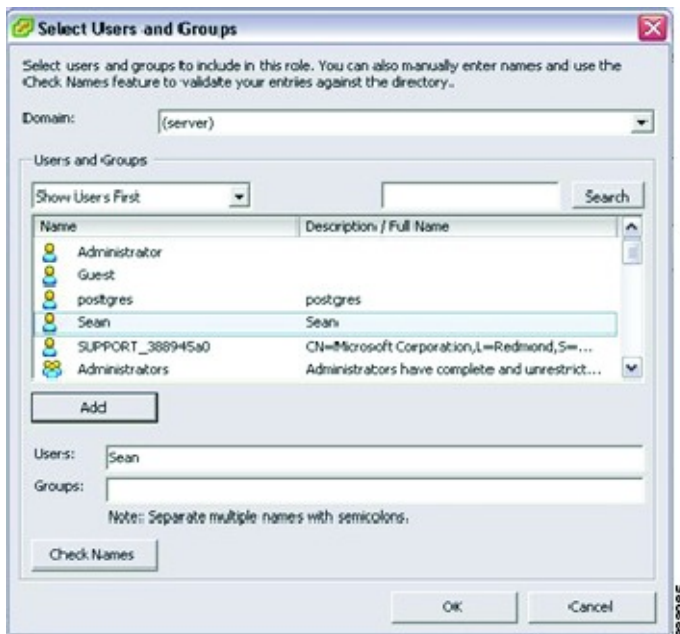 Select Users and Groups
Select users and groups to include in this role. You can also manually enter names and use the
Check Names feature to validate your entries against the directory..
Domain: (server)
Users and Groups
Show Users First Search
Name Description / Full Name
Administrator
Guest
postgres postgres
Sean Sean
SUPPORT_388945a0 CN=Microsoft Corporation,L=Redmond,S=...
Administrators Administrators have complete and unrestrict...
Add
Users: Sean
Groups:
Note: Separate multiple names with semicolons.
Check Names
OK Cancel